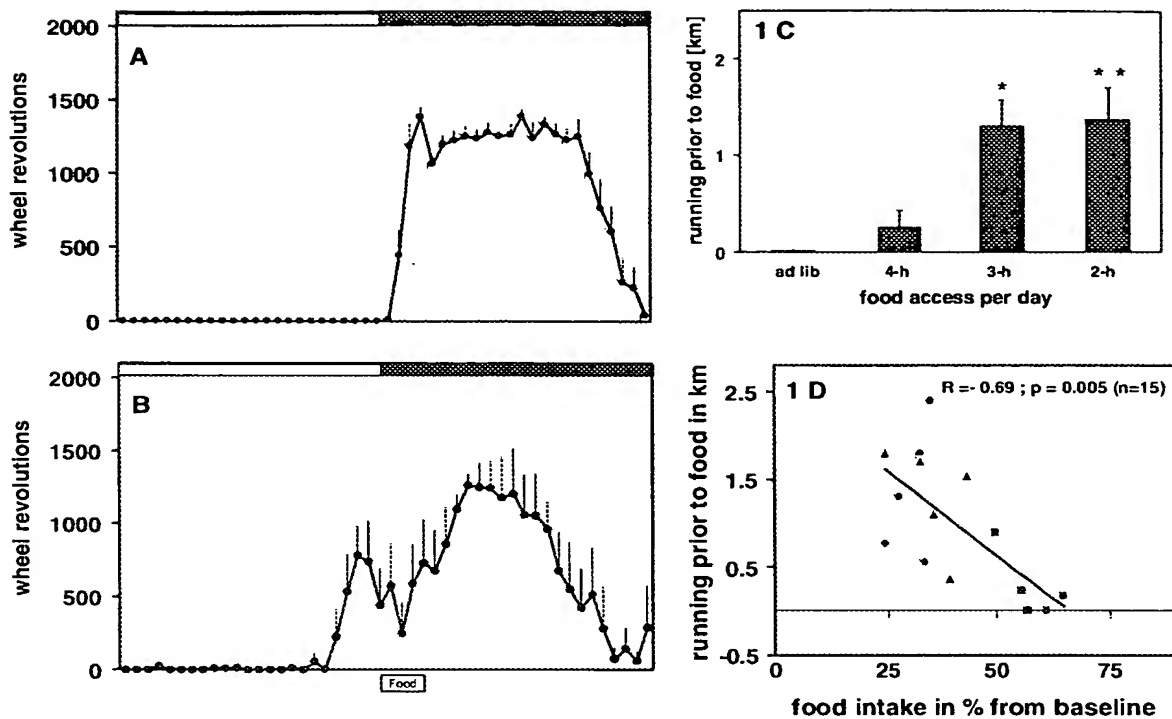 2000
A
1500
1000
500
0
wheel revolutions
2000
B
1500
1000
500
0
wheel revolutions
Food
1 C
2
1
0
running prior to food [km]
*
* *
ad lib 4-h 3-h 2-h
food access per day
1 D
R =- 0.69 ; p = 0.005 (n=15)
2.5
1.5
0.5
-0.5
running prior to food in km
0 25 50 75
food intake in % from baseline